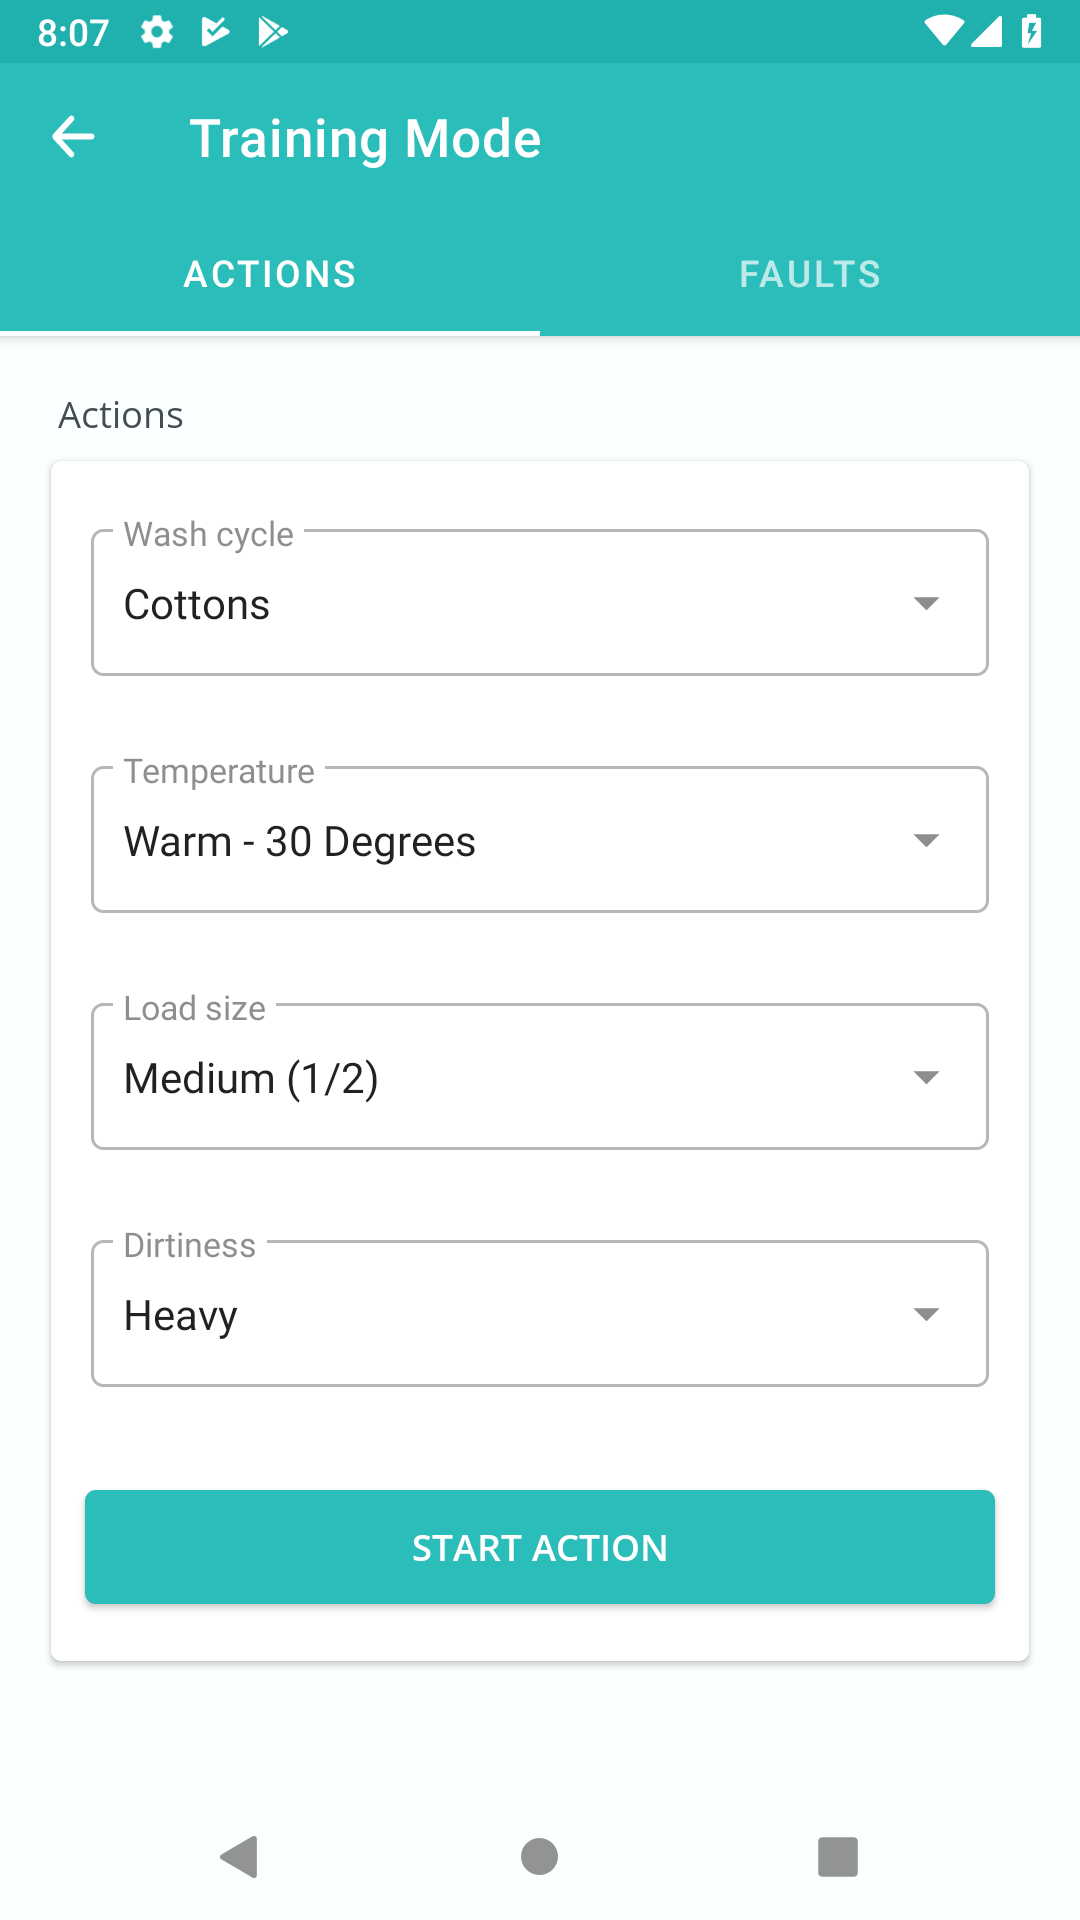 8:07
Training Mode
ACTIONS
FAULTS
Actions
Wash cycle
Cottons
Temperature
Warm - 30 Degrees
Load size
Medium (1/2)
Dirtiness
Heavy
START ACTION